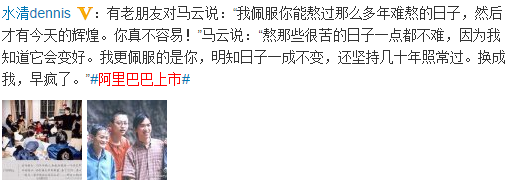 水清dennis V：有老朋友对马云说：“我佩服你能熬过那么多年难熬的日子，然后
才有今天的辉煌。你真不容易！”马云说：“熬那些很苦的日子一点都不难，因为我
知道它会变好。我更佩服的是你，明知日子一成不变，还坚持几十年照常过。换成
我，早疯了。”#阿里巴巴上市#